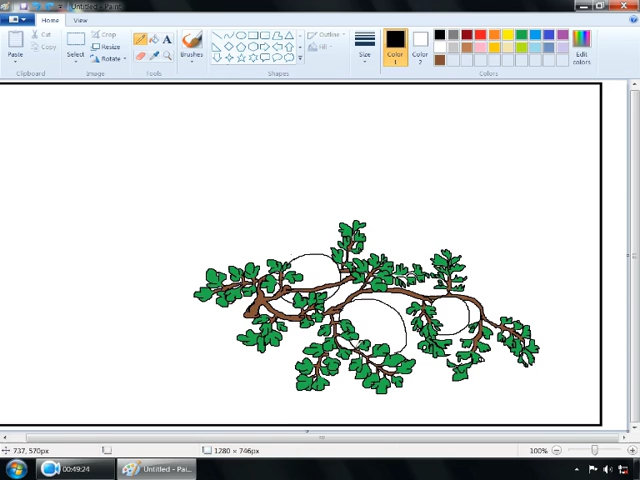 Untitled - Paint
Home View
Paste
Cut
Copy
Clipboard
Select
Crop
Resize
Rotate
Image
A
Tools
Brushes
Outline
Fill
Shapes
Size
Color 1
Color 2
Edit colors
Colors
737, 570px
1280 × 746px
100%
00:49:24
Untitled - Pai...